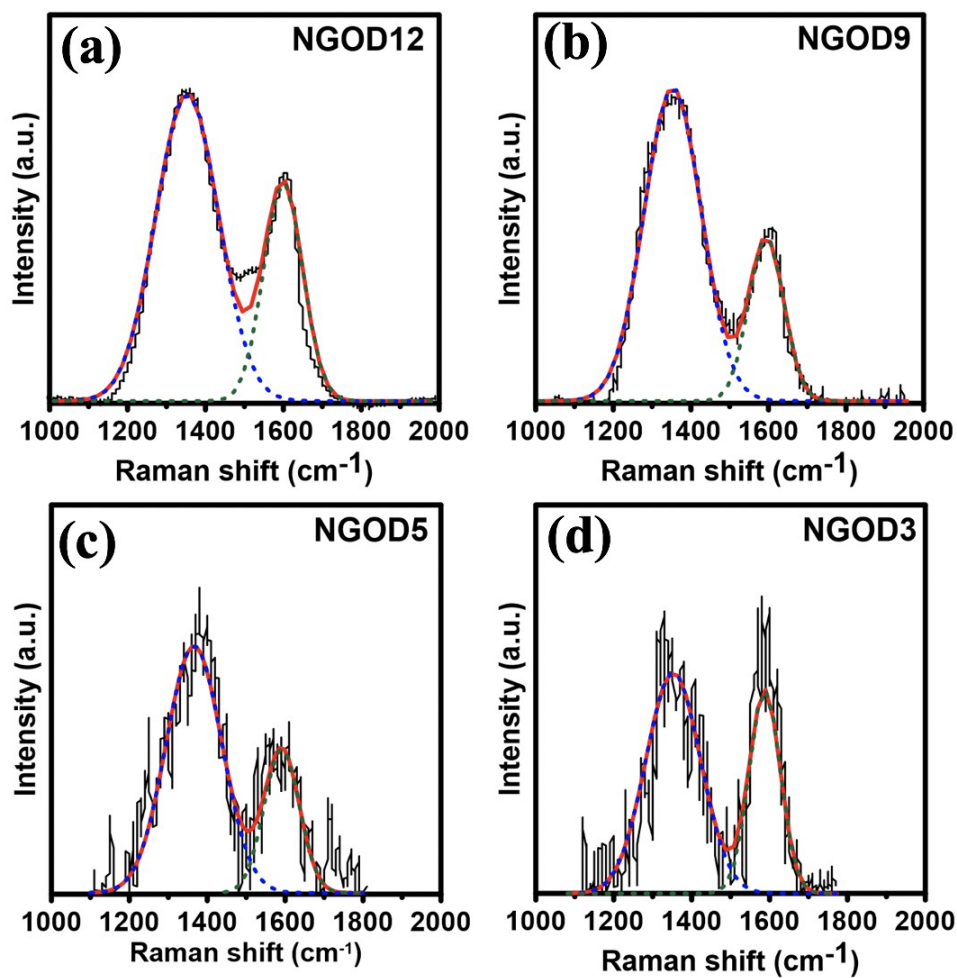 (a) NGOD12
Intensity (a.u.)
1000 1200 1400 1600 1800 2000
Raman shift (cm-1)
(b) NGOD9
Intensity (a.u.)
1000 1200 1400 1600 1800 2000
Raman shift (cm-1)
(c) NGOD5
Intensity (a.u.)
1000 1200 1400 1600 1800 2000
Raman shift (cm-1)
(d) NGOD3
Intensity (a.u.)
1000 1200 1400 1600 1800 2000
Raman shift (cm-1)